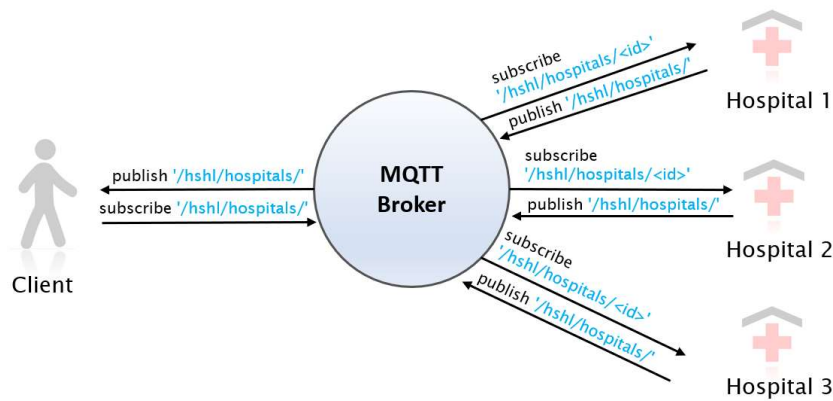 subscribe
'/hshl/hospitals/<id>'
publish '/hshl/hospitals/'
Hospital 1
MQTT
Broker
publish '/hshl/hospitals/'
subscribe '/hshl/hospitals/'
Client
subscribe
'/hshl/hospitals/<id>'
publish '/hshl/hospitals/'
Hospital 2
subscribe
'/hshl/hospitals/<id>'
publish '/hshl/hospitals/'
Hospital 3